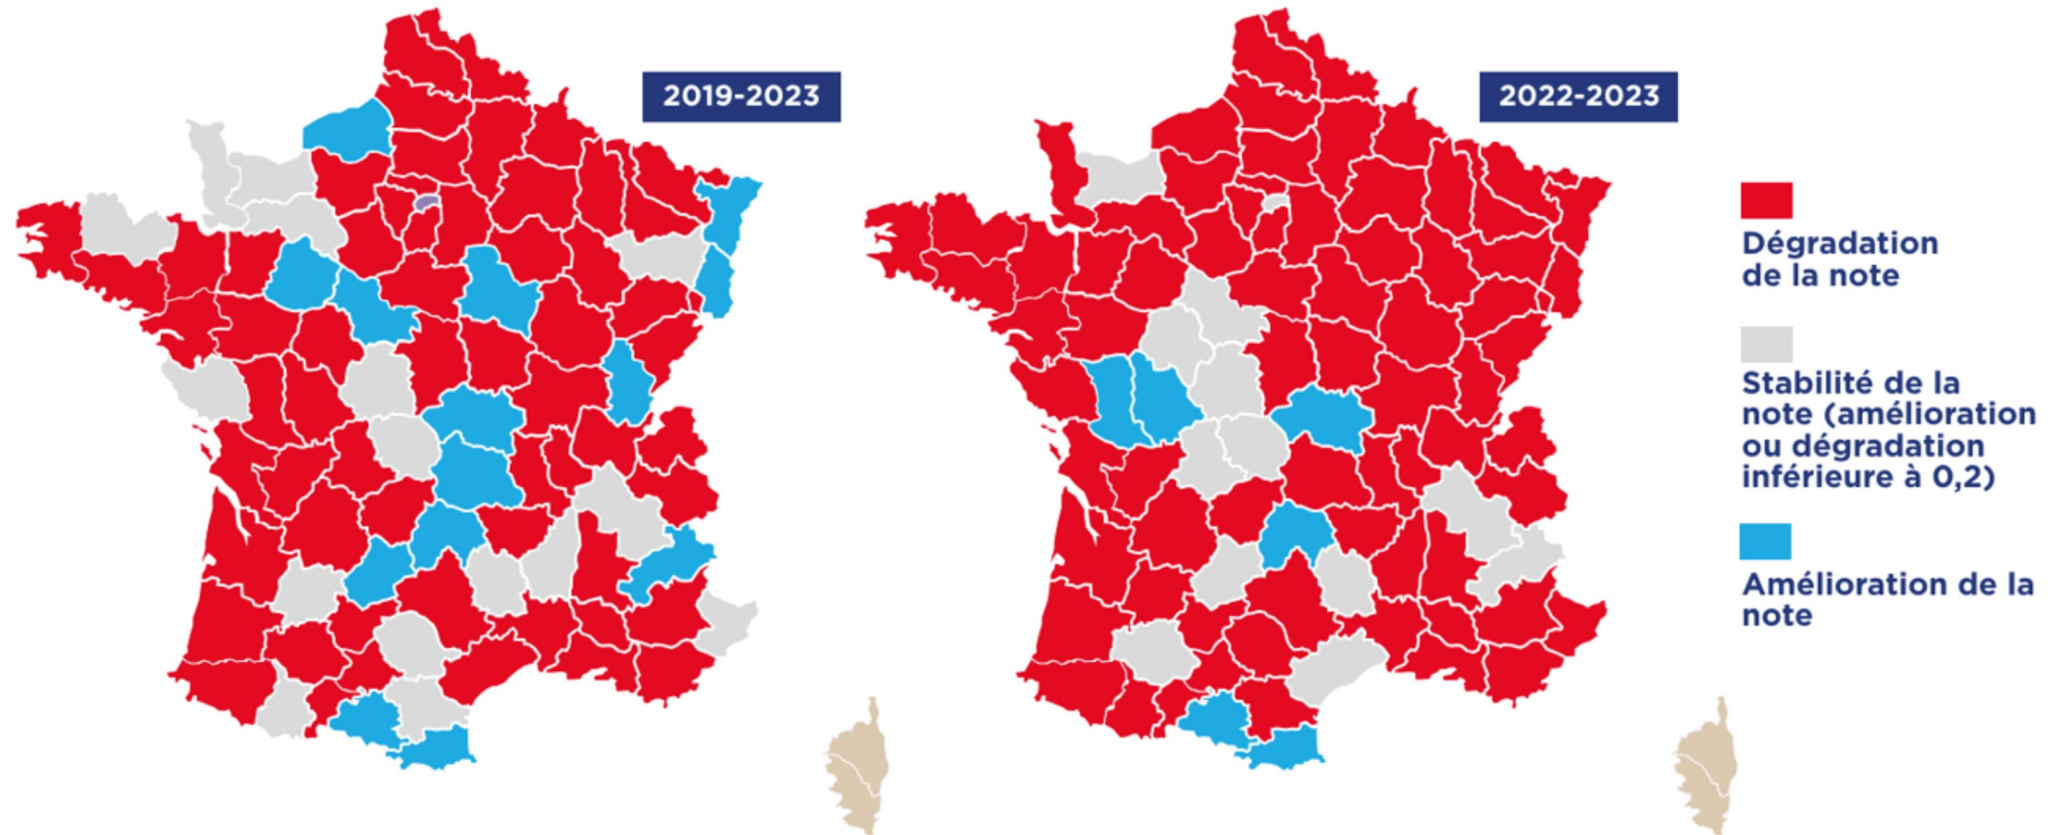 2019-2023
2022-2023
Dégradation
de la note
Stabilité de la
note (amélioration
ou dégradation
inférieure à 0,2)
Amélioration de la
note